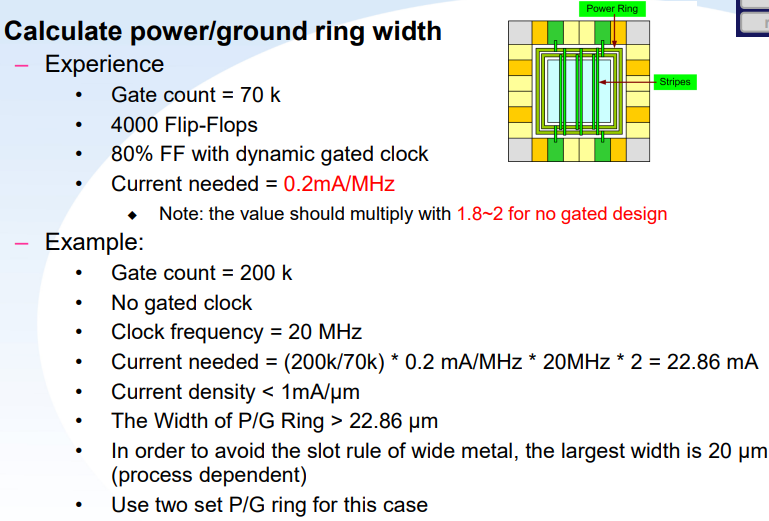 Calculate power/ground ring width
– Experience
• Gate count = 70 k
• 4000 Flip-Flops
• 80% FF with dynamic gated clock
• Current needed = 0.2mA/MHz
◆ Note: the value should multiply with 1.8~2 for no gated design
– Example:
• Gate count = 200 k
• No gated clock
• Clock frequency = 20 MHz
• Current needed = (200k/70k) * 0.2 mA/MHz * 20MHz * 2 = 22.86 mA
• Current density < 1mA/μm
• The Width of P/G Ring > 22.86 μm
• In order to avoid the slot rule of wide metal, the largest width is 20 μm
(process dependent)
• Use two set P/G ring for this case
Power Ring
Stripes